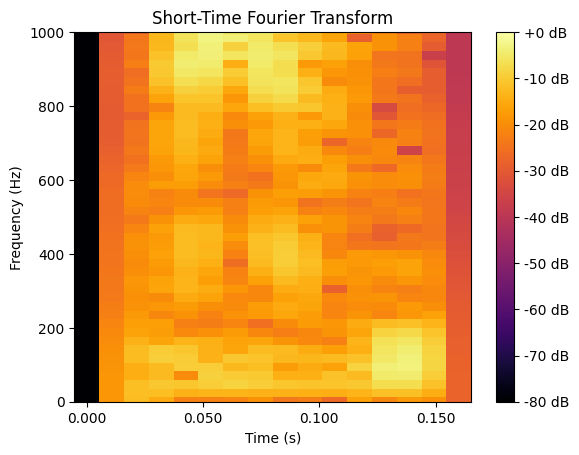 Short-Time Fourier Transform
Frequency (Hz)
1000
800
600
400
200
0
0.000
0.050
0.100
0.150
Time (s)
+0 dB
-10 dB
-20 dB
-30 dB
-40 dB
-50 dB
-60 dB
-70 dB
-80 dB